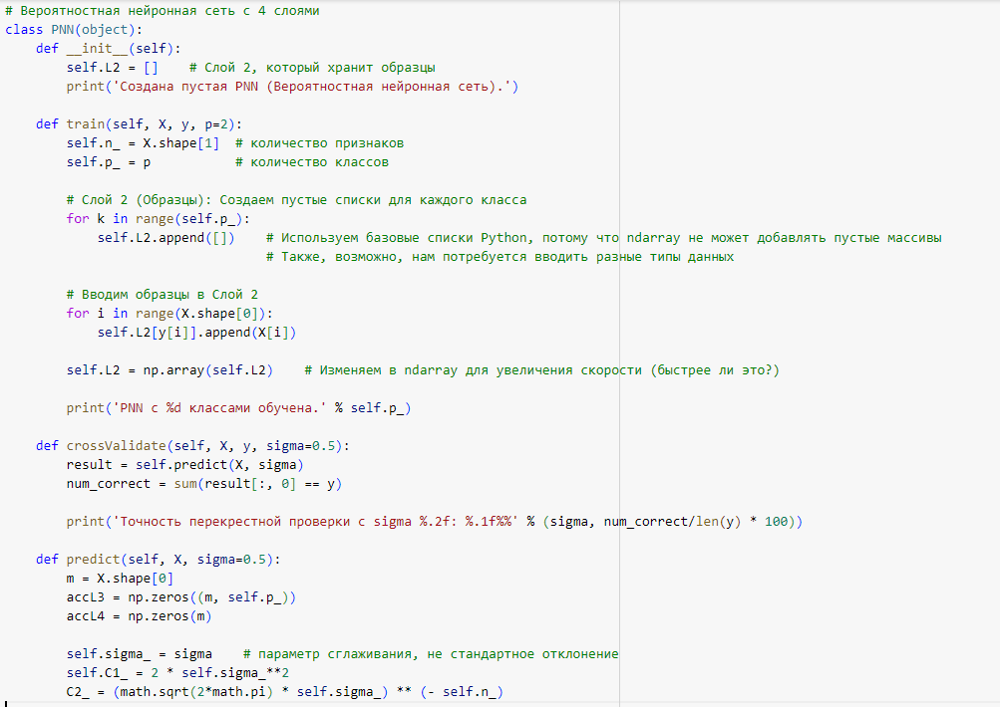 # Вероятностная нейронная сеть с 4 слоями
class PNN(object):
    def __init__(self):
        self.L2 = []    # Слой 2, который хранит образцы
        print('Создана пустая PNN (Вероятностная нейронная сеть).')

    def train(self, X, y, p=2):
        self.n_ = X.shape[1]  # количество признаков
        self.p_ = p           # количество классов

        # Слой 2 (Образцы): Создаем пустые списки для каждого класса
        for k in range(self.p_):
            self.L2.append([])    # Используем базовые списки Python, потому что ndarray не может добавлять пустые массивы
                                  # Также, возможно, нам потребуется вводить разные типы данных

        # Вводим образцы в Слой 2
        for i in range(X.shape[0]):
            self.L2[y[i]].append(X[i])

        self.L2 = np.array(self.L2)    # Изменяем в ndarray для увеличения скорости (быстрее ли это?)

        print('PNN с %d классами обучена.' % self.p_)

    def crossValidate(self, X, y, sigma=0.5):
        result = self.predict(X, sigma)
        num_correct = sum(result[:, 0] == y)

        print('Точность перекрестной проверки с sigma %.2f: %.1f%%' % (sigma, num_correct/len(y) * 100))

    def predict(self, X, sigma=0.5):
        m = X.shape[0]
        accL3 = np.zeros((m, self.p_))
        accL4 = np.zeros(m)

        self.sigma_ = sigma    # параметр сглаживания, не стандартное отклонение
        self.C1_ = 2 * self.sigma_**2
        C2_ = (math.sqrt(2*math.pi) * self.sigma_) ** (- self.n_)